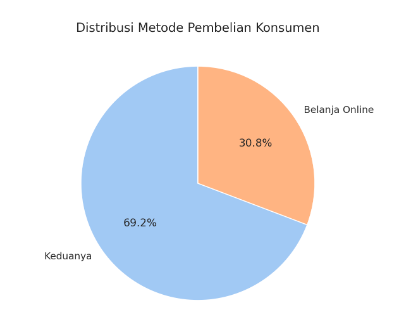 Distribusi Metode Pembelian Konsumen
Belanja Online
30.8%
69.2%
Keduanya